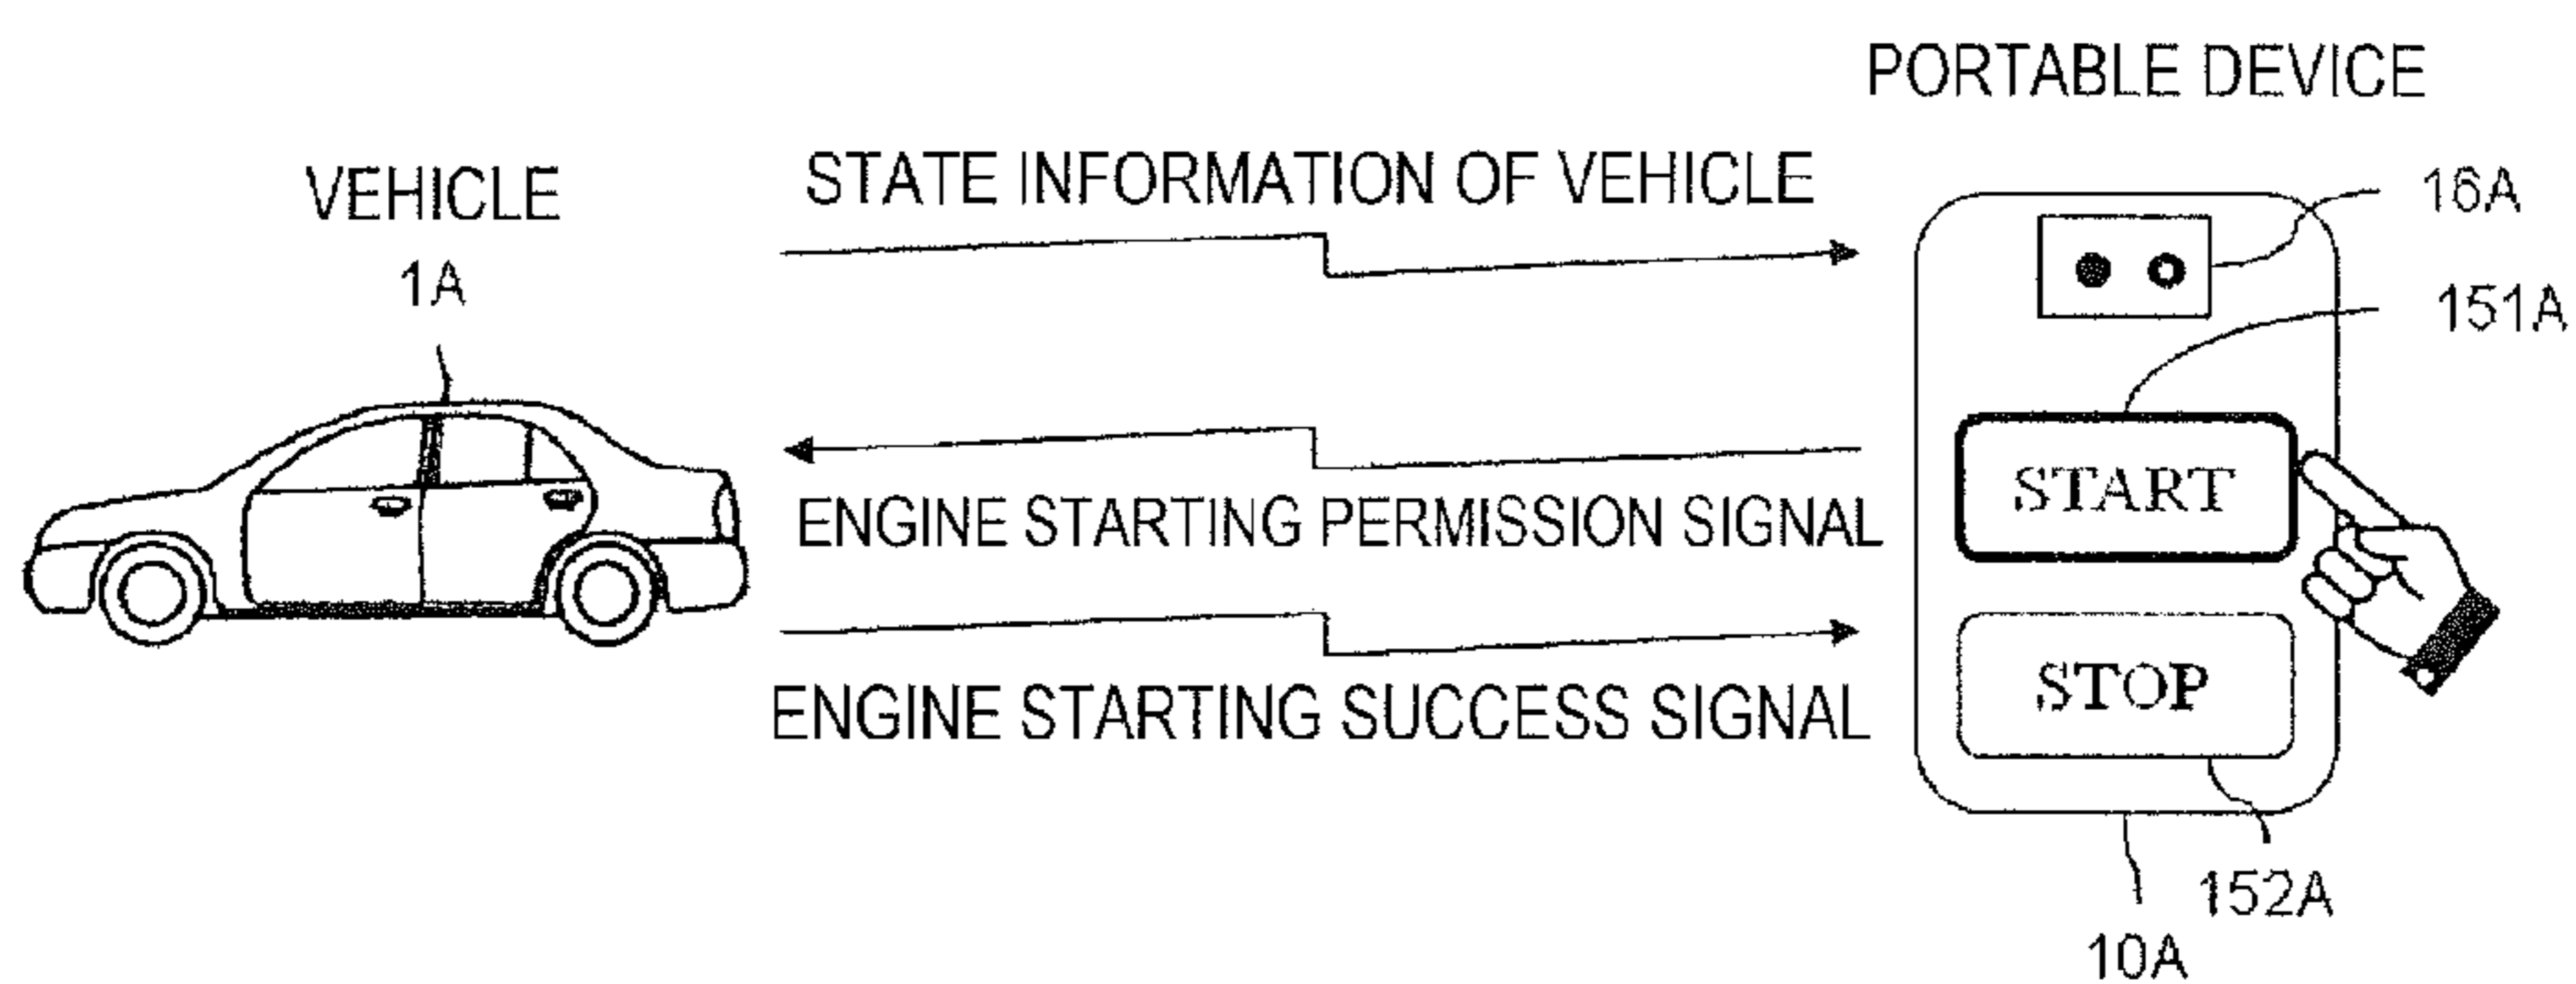 PORTABLE DEVICE
VEHICLE
1A
STATE INFORMATION OF VEHICLE
16A
151A
START
ENGINE STARTING PERMISSION SIGNAL
STOP
ENGINE STARTING SUCCESS SIGNAL
152A
10A